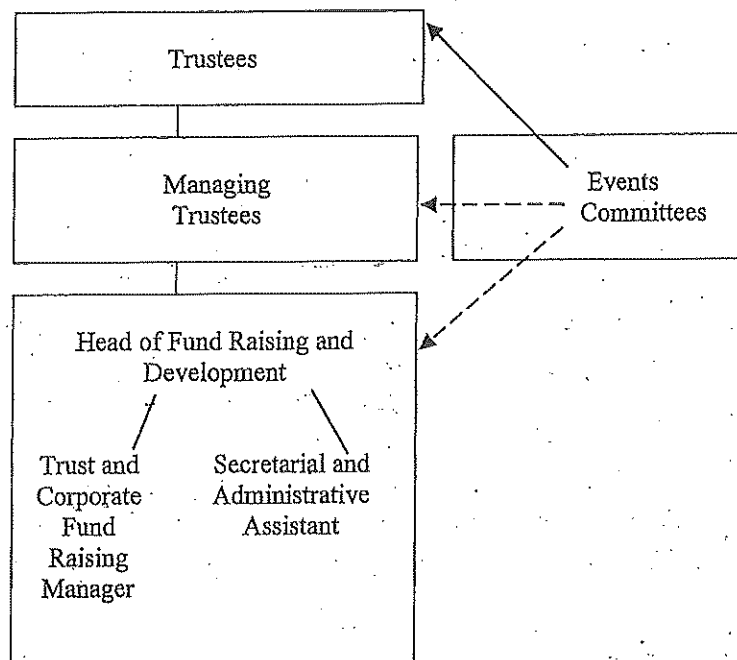 Trustees
Managing
Trustees
Events
Committees
Head of Fund Raising and
Development
Trust and
Corporate
Fund
Raising
Manager
Secretarial and
Administrative
Assistant